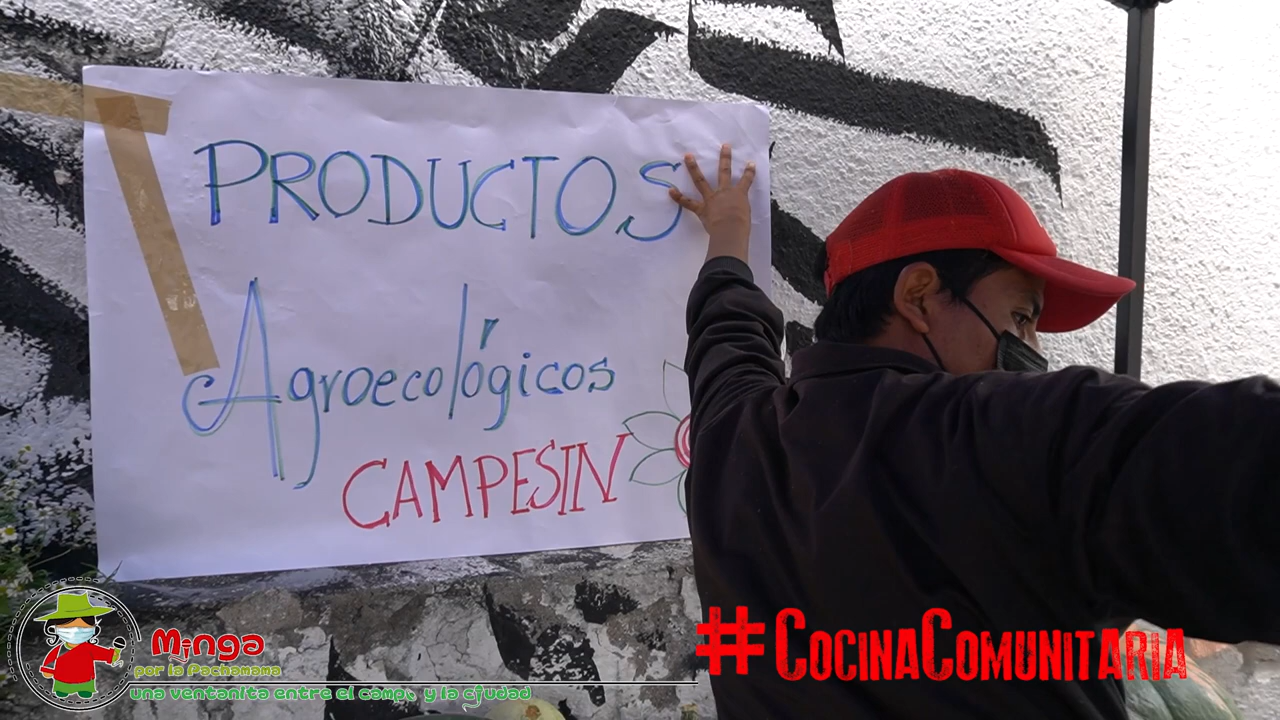 PRODUCTOS
Agroecológicos
CAMPESIN
#COCINACOMUNITARIA
Minga
por la Pachamama
una ventanita entre el campo y la ciudad